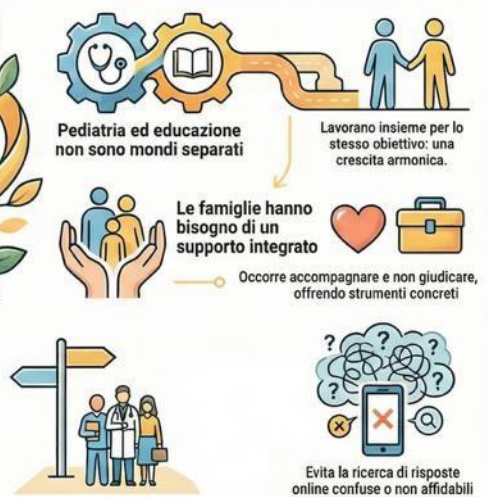 Pediatria ed educazione
non sono mondi separati
Lavorano insieme per lo
stesso obiettivo: una
crescita armonica.
Le famiglie hanno
bisogno di un
supporto integrato
Occorre accompagnare e non giudicare,
offrendo strumenti concreti
? ? ? ?
Evita la ricerca di risposte
online confuse o non affidabili